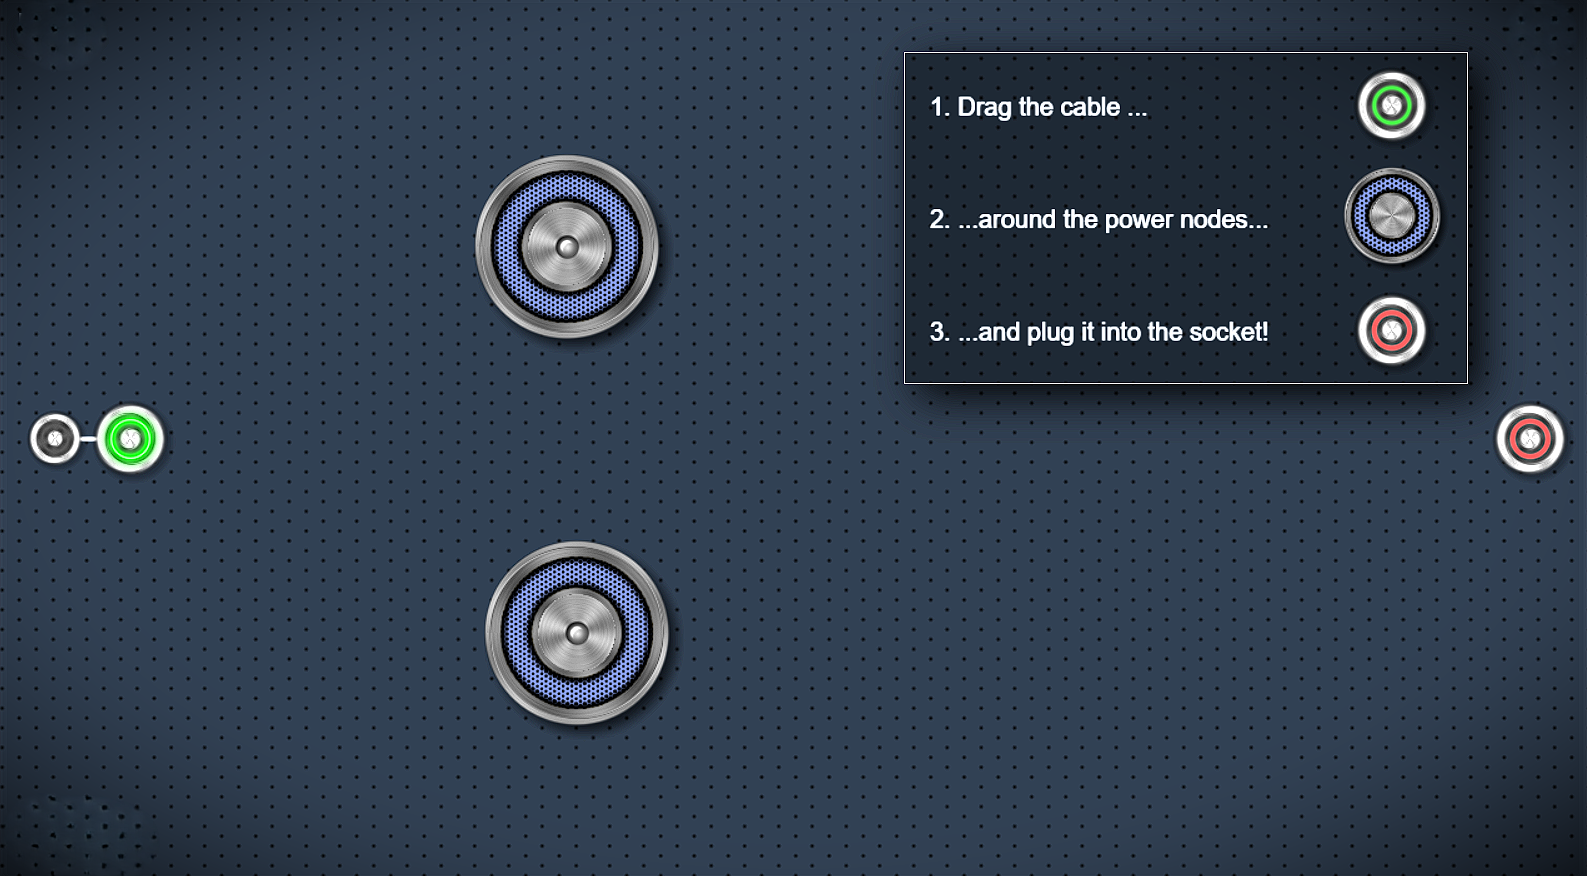 1. Drag the cable ...
2. ...around the power nodes...
3. ...and plug it into the socket!